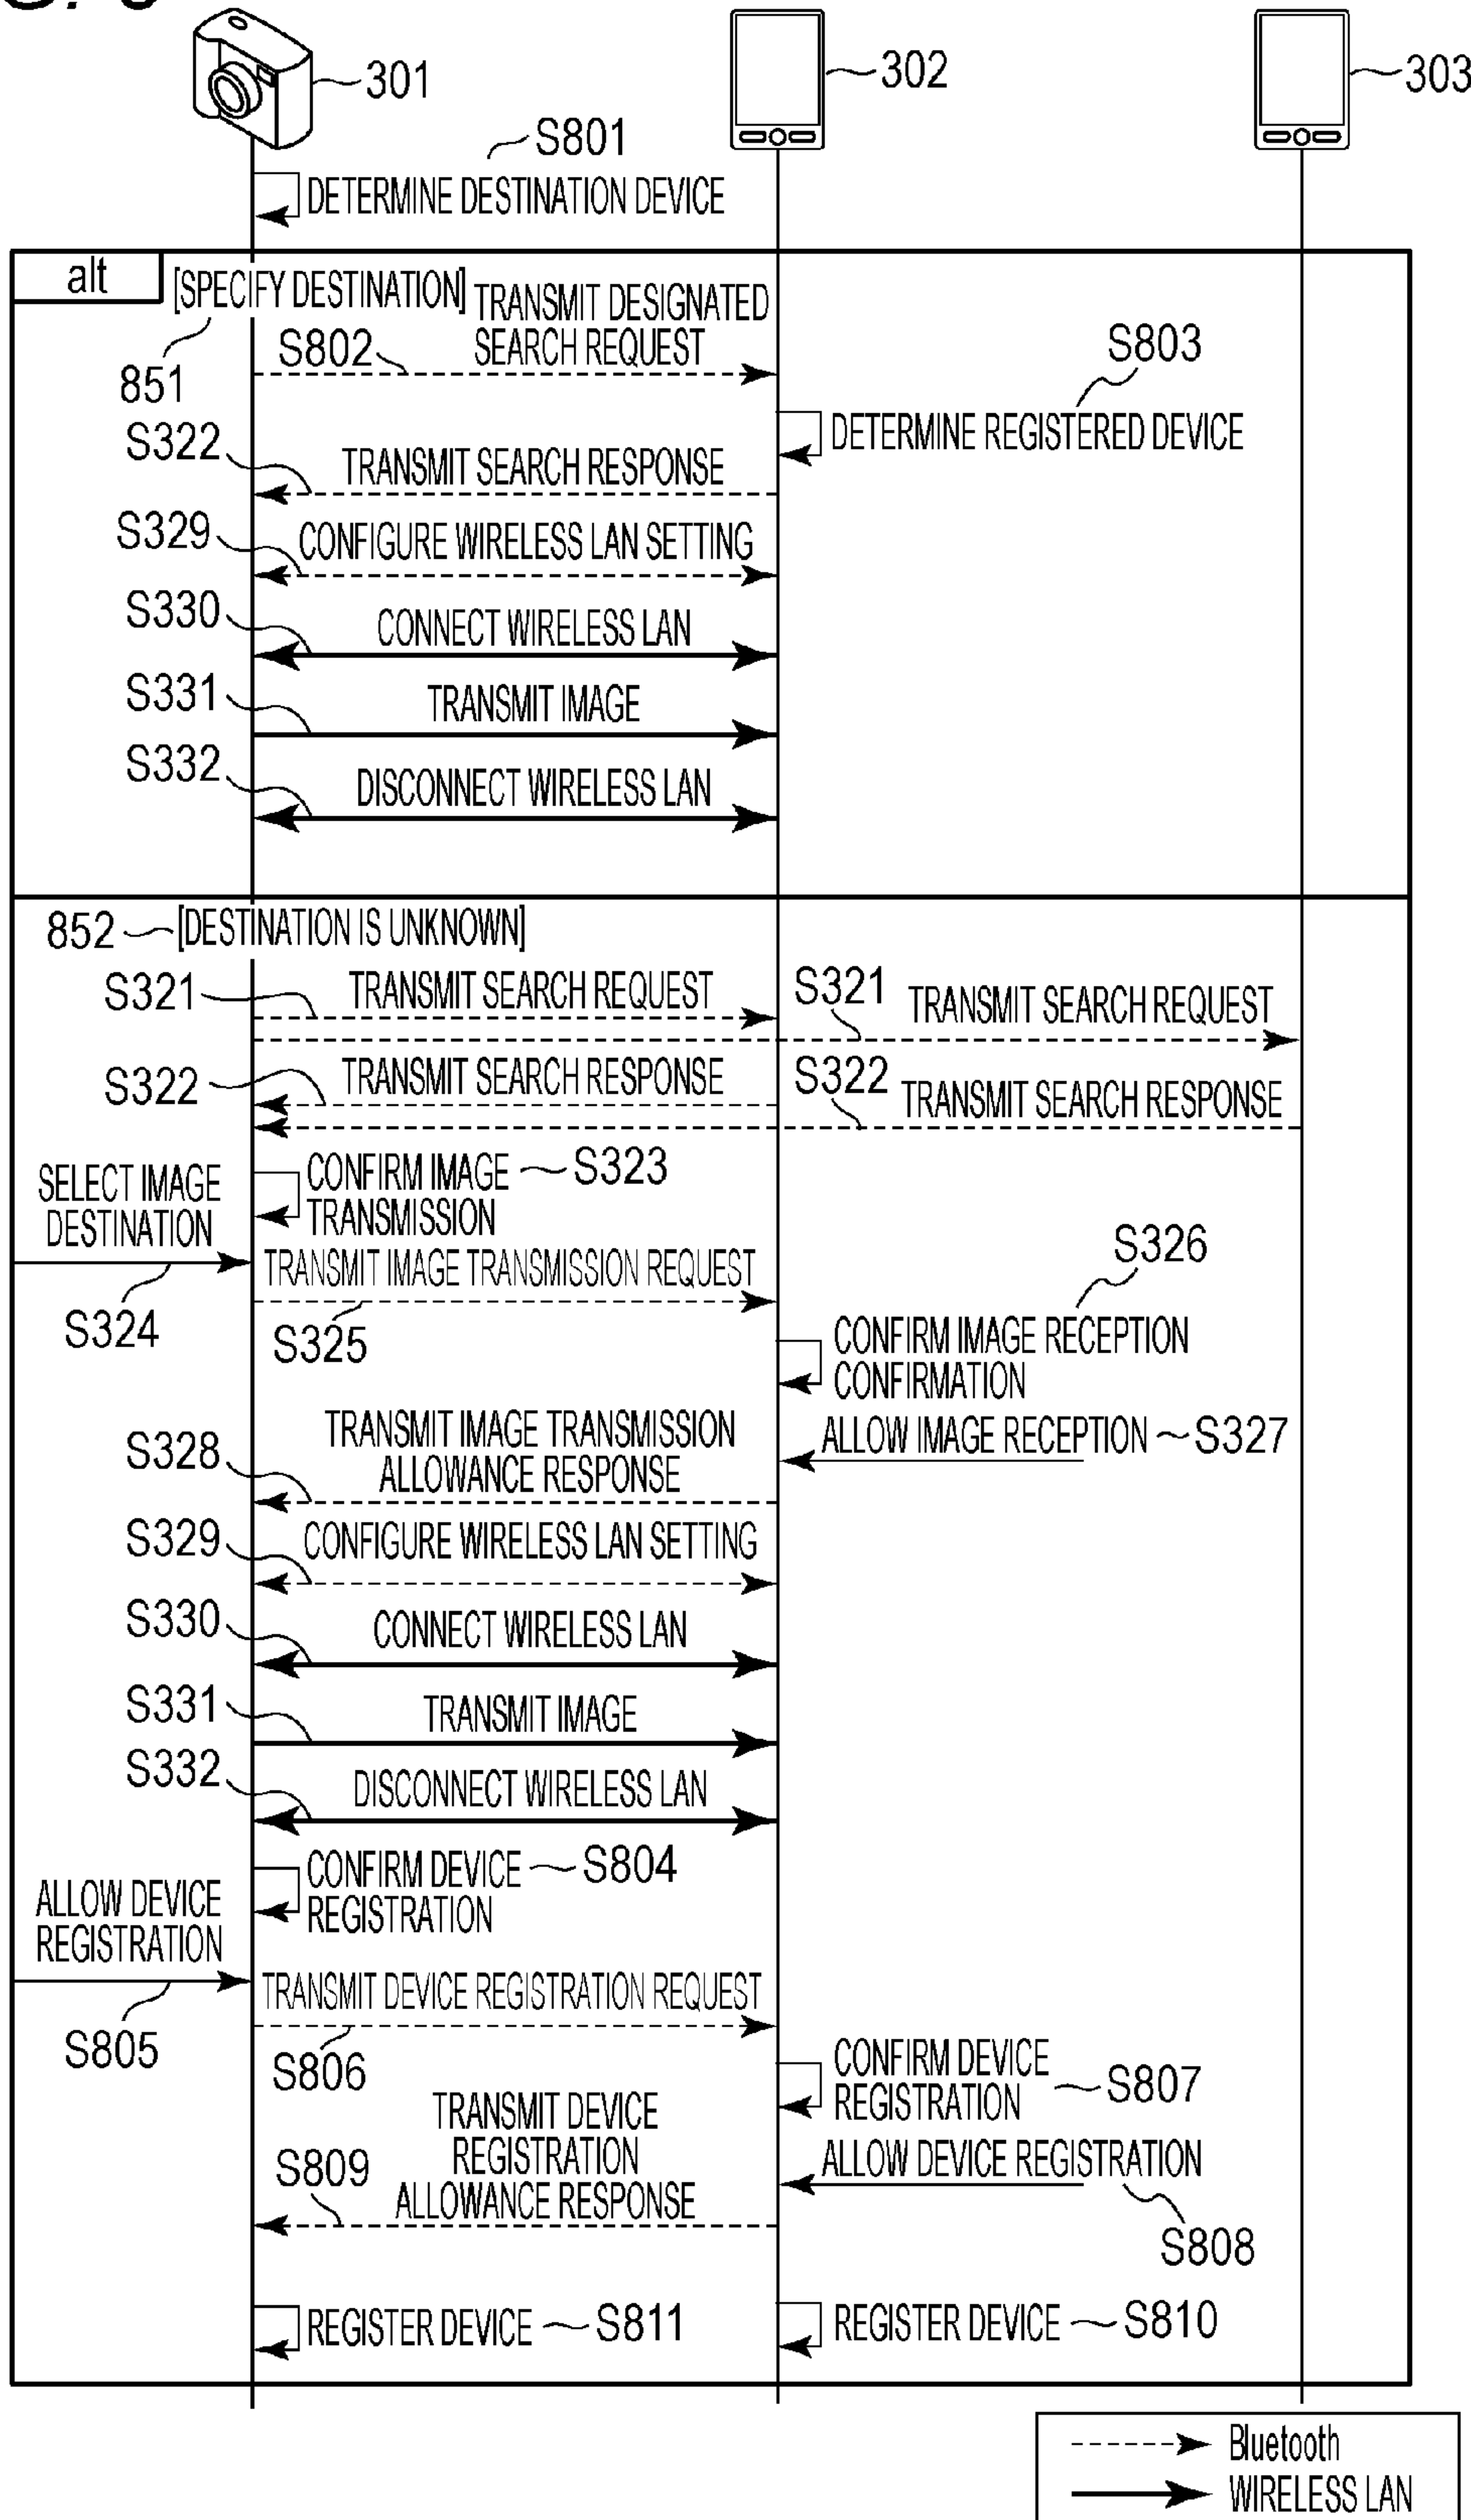 301
302
303
S801
DETERMINE DESTINATION DEVICE
alt
[SPECIFY DESTINATION]
TRANSMIT DESIGNATED
SEARCH REQUEST
S802
851
S803
DETERMINE REGISTERED DEVICE
S322
TRANSMIT SEARCH RESPONSE
S329
CONFIGURE WIRELESS LAN SETTING
S330
CONNECT WIRELESS LAN
S331
TRANSMIT IMAGE
S332
DISCONNECT WIRELESS LAN
852
[DESTINATION IS UNKNOWN]
S321
TRANSMIT SEARCH REQUEST
S321
TRANSMIT SEARCH REQUEST
S322
TRANSMIT SEARCH RESPONSE
S322
TRANSMIT SEARCH RESPONSE
CONFIRM IMAGE
TRANSMISSION
S323
SELECT IMAGE
DESTINATION
S324
TRANSMIT IMAGE TRANSMISSION REQUEST
S325
S326
CONFIRM IMAGE RECEPTION
CONFIRMATION
ALLOW IMAGE RECEPTION
S327
TRANSMIT IMAGE TRANSMISSION
ALLOWANCE RESPONSE
S328
S329
CONFIGURE WIRELESS LAN SETTING
S330
CONNECT WIRELESS LAN
S331
TRANSMIT IMAGE
S332
DISCONNECT WIRELESS LAN
CONFIRM DEVICE
REGISTRATION
S804
ALLOW DEVICE
REGISTRATION
S805
TRANSMIT DEVICE REGISTRATION REQUEST
S806
CONFIRM DEVICE
REGISTRATION
S807
ALLOW DEVICE REGISTRATION
S808
TRANSMIT DEVICE
REGISTRATION
ALLOWANCE RESPONSE
S809
REGISTER DEVICE
S811
REGISTER DEVICE
S810
Bluetooth
WIRELESS LAN